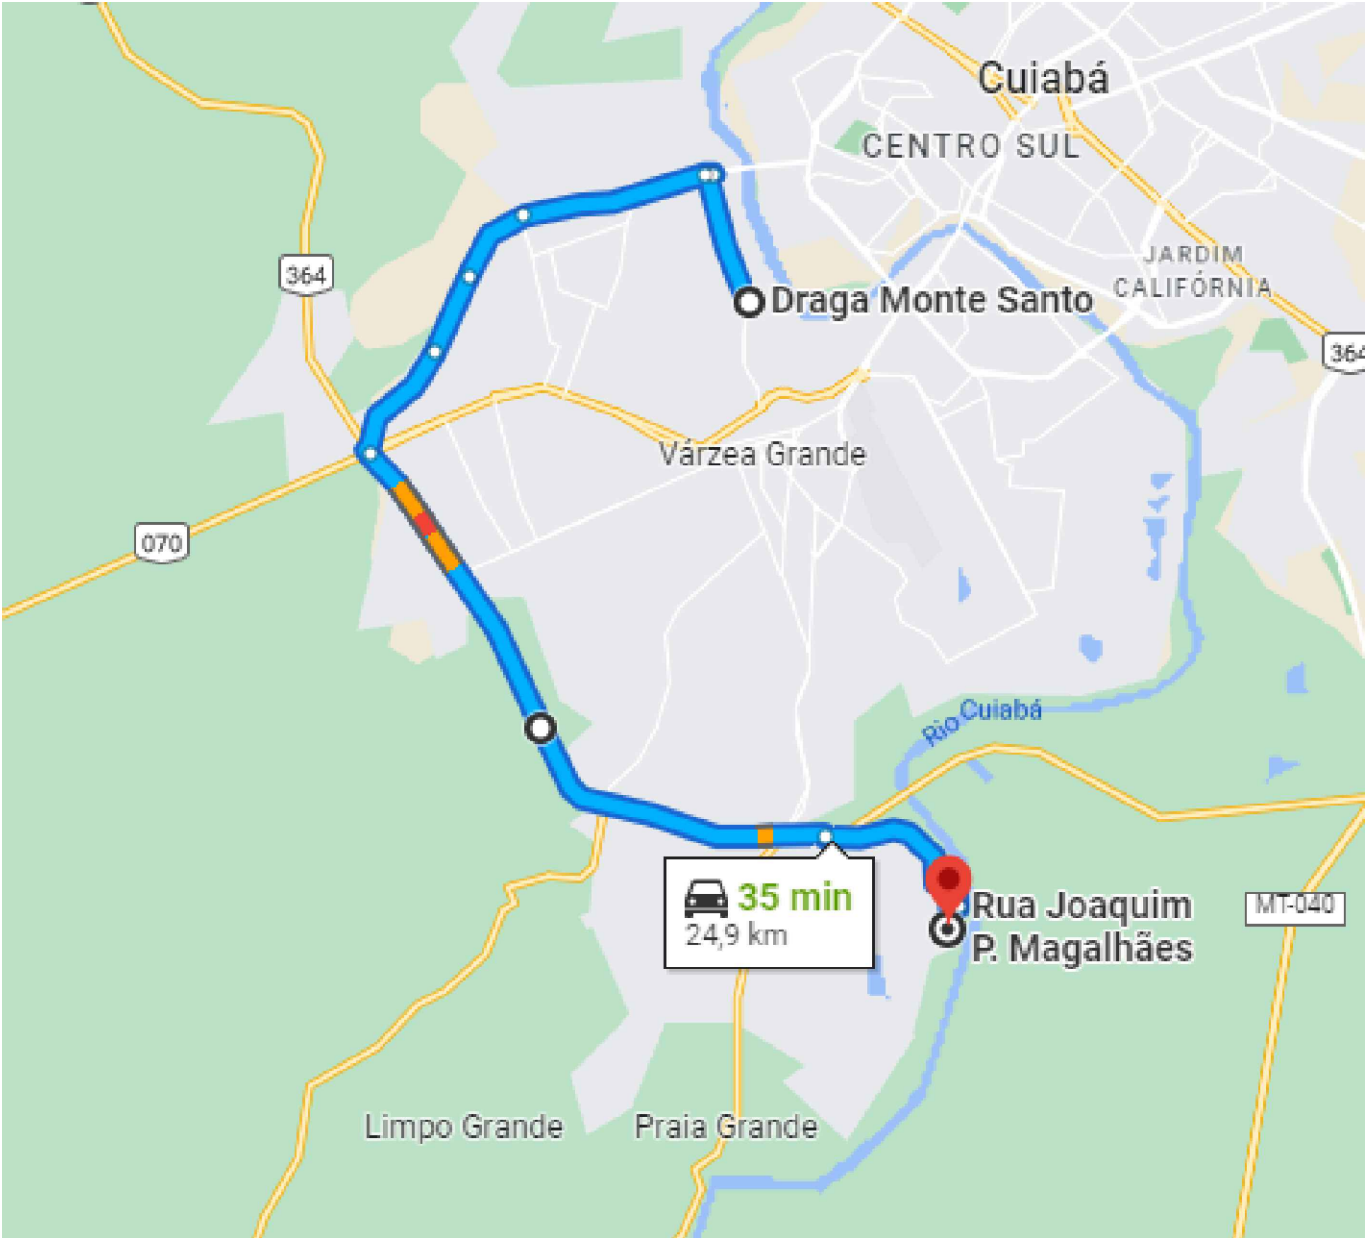 Cuiabá
CENTRO SUL
JARDIM
CALIFÓRNIA
364
Draga Monte Santo
364
Várzea Grande
070
Rio Cuiabá
35 min
24,9 km
Rua Joaquim
P. Magalhães
MT-040
Limpo Grande
Praia Grande